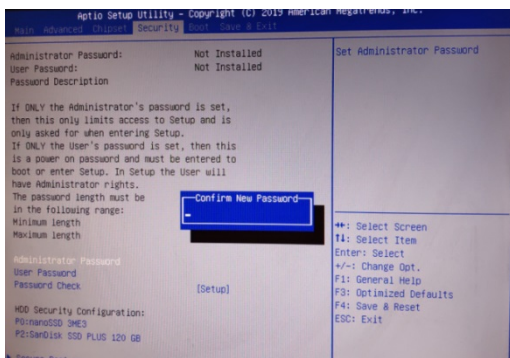 Aptio Setup Utility – Copyright (C) 2019 American Megatrends, Inc.
Main Advanced Chipset Security Boot Save & Exit
Administrator Password: Not Installed
User Password: Not Installed
Password Description
If ONLY the Administrator's password is set,
then this only limits access to Setup and is
only asked for when entering Setup.
If ONLY the User's password is set, then this
is a power on password and must be entered to
boot or enter Setup. In Setup the User will
have Administrator rights.
The password length must be
in the following range:
Minimum length
Maximum length
Administrator Password
User Password
Password Check [Setup]
HDD Security Configuration:
P0:nanoSSD 3ME3
P2:SanDisk SSD PLUS 120 GB
Confirm New Password
Set Administrator Password
→←: Select Screen
↑↓: Select Item
Enter: Select
+/-: Change Opt.
F1: General Help
F3: Optimized Defaults
F4: Save & Reset
ESC: Exit